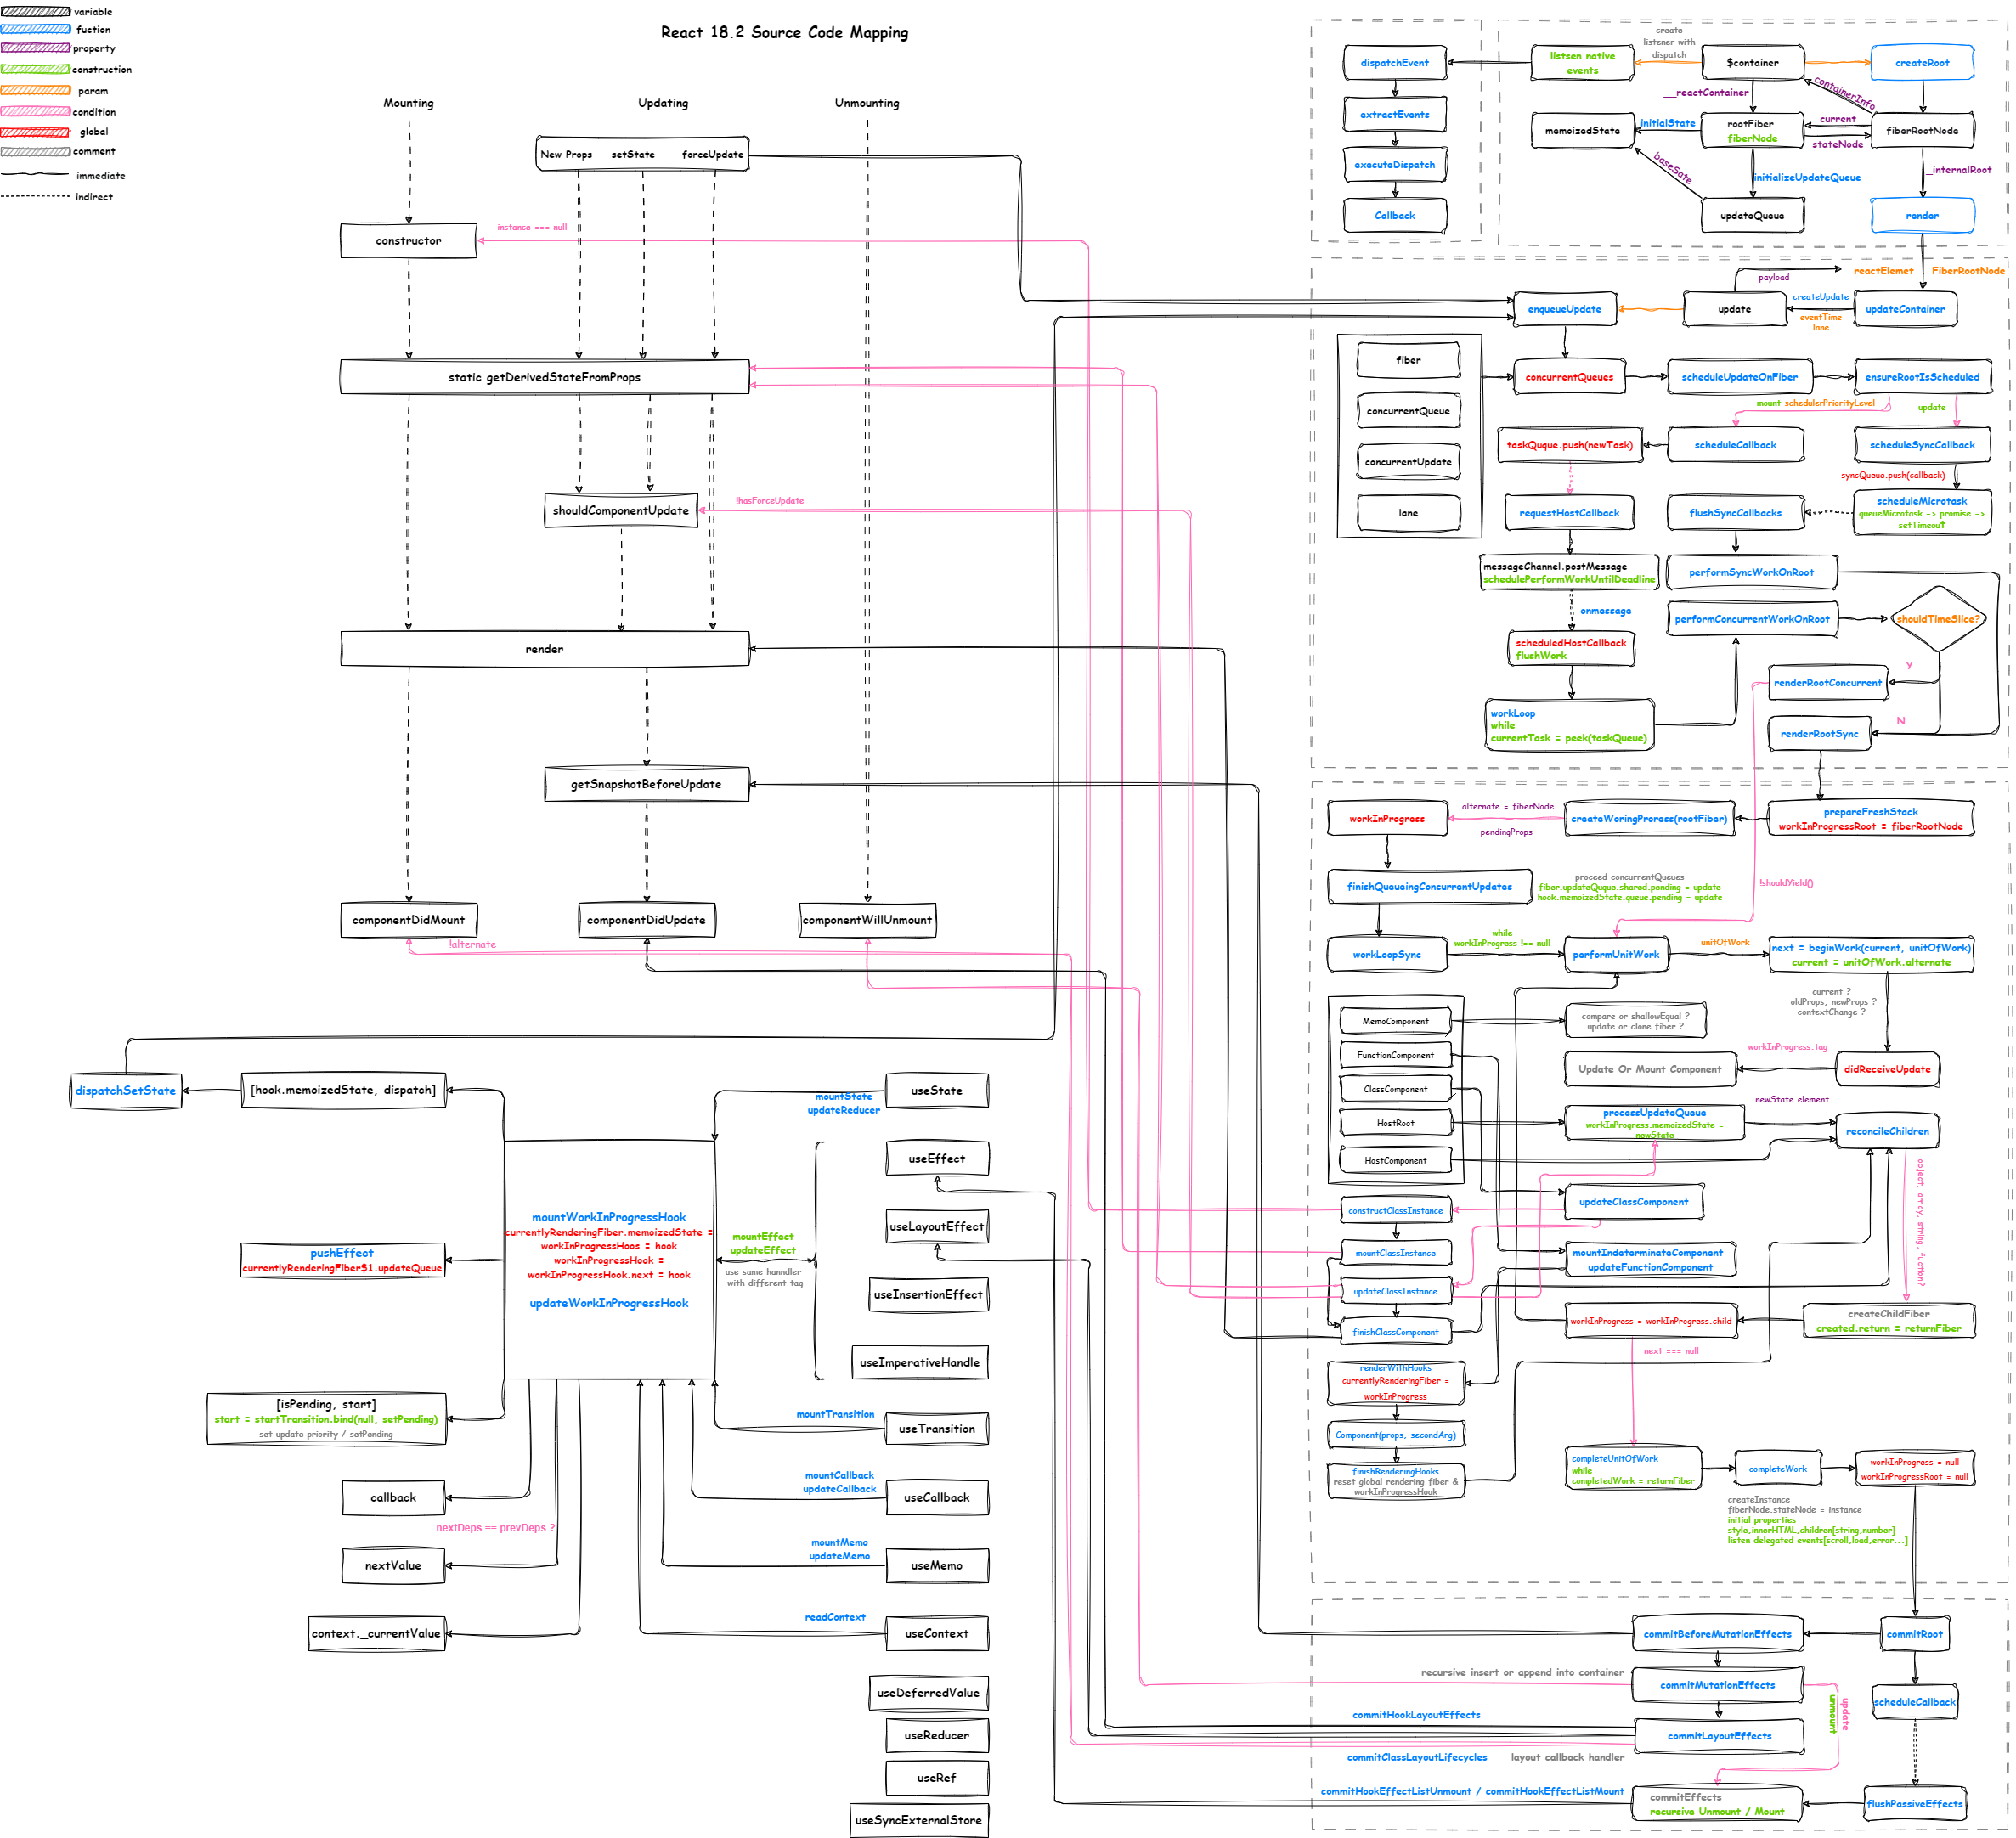 variable
fuction
property
construction
param
condition
global
comment
immediate
indirect
React 18.2 Source Code Mapping
Mounting
Updating
Unmounting
New Props
setState
forceUpdate
constructor
instance === null
static getDerivedStateFromProps
shouldComponentUpdate
!hasForceUpdate
render
getSnapshotBeforeUpdate
componentDidMount
componentDidUpdate
componentWillUnmount
!alternate
dispatchSetState
[hook.memoizedState, dispatch]
mountState
updateReducer
useState
useEffect
useLayoutEffect
useInsertionEffect
useImperativeHandle
mountEffect
updateEffect
use same hanndler
with different tag
mountWorkInProgressHook
currentlyRenderingFiber.memoizedState =
workInProgressHoos = hook
workInProgressHook =
workInProgressHook.next = hook
updateWorkInProgressHook
pushEffect
currentlyRenderingFiber$1.updateQueue
[isPending, start]
start = startTransition.bind(null, setPending)
set update priority / setPending
mountTransition
useTransition
callback
mountCallback
updateCallback
useCallback
nextDeps == prevDeps ?
nextValue
mountMemo
updateMemo
useMemo
context._currentValue
readContext
useContext
useDeferredValue
useReducer
useRef
useSyncExternalStore
dispatchEvent
extractEvents
executeDispatch
Callback
listsen native
events
create
listener with
dispatch
$container
createRoot
__reactContainer
containerInfo
memoizedState
initialState
rootFiber
fiberNode
current
stateNode
fiberRootNode
baseSate
initializeUpdateQueue
_internalRoot
updateQueue
render
payload
reactElemet
FiberRootNode
enqueueUpdate
update
createUpdate
eventTime
lane
updateContainer
fiber
concurrentQueue
concurrentUpdate
lane
concurrentQueues
scheduleUpdateOnFiber
ensureRootIsScheduled
mount schedulerPriorityLevel
update
taskQuque.push(newTask)
scheduleCallback
scheduleSyncCallback
syncQueue.push(callback)
requestHostCallback
flushSyncCallbacks
scheduleMicrotask
queueMicrotask -> promise ->
setTimeout
messageChannel.postMessage
schedulePerformWorkUntilDeadline
performSyncWorkOnRoot
onmessage
performConcurrentWorkOnRoot
shouldTimeSlice?
scheduledHostCallback
flushWork
Y
renderRootConcurrent
workLoop
while
currentTask = peek(taskQueue)
N
renderRootSync
workInProgress
alternate = fiberNode
pendingProps
createWoringProress(rootFiber)
prepareFreshStack
workInProgressRoot = fiberRootNode
finishQueueingConcurrentUpdates
proceed concurrentQueues
fiber.updateQuque.shared.pending = update
hook.memoizedState.queue.pending = update
!shouldYield()
workLoopSync
while
workInProgress !== null
performUnitWork
unitOfWork
next = beginWork(current, unitOfWork)
current = unitOfWork.alternate
current ?
oldProps, newProps ?
contextChange ?
MemoComponent
compare or shallowEqual ?
update or clone fiber ?
FunctionComponent
Update Or Mount Component
workInProgress.tag
didReceiveUpdate
ClassComponent
HostRoot
processUpdateQueue
workInProgress.memoizedState =
newState
newState.element
reconcileChildren
HostComponent
object, array, string, fuction?
updateClassComponent
constructClassInstance
mountClassInstance
mountIndeterminateComponent
updateFunctionComponent
updateClassInstance
finishClassComponent
workInProgress = workInProgress.child
createChildFiber
created.return = returnFiber
next === null
renderWithHooks
currentlyRenderingFiber =
workInProgress
Component(props, secondArg)
finishRenderingHooks
reset global rendering fiber &
workInProgressHook
completeUnitOfWork
while
completedWork = returnFiber
completeWork
workInProgress = null
workInProgressRoot = null
createInstance
fiberNode.stateNode = instance
initial properties
style,innerHTML,children[string,number]
listen delegated events[scroll,load,error...]
commitBeforeMutationEffects
commitRoot
recursive insert or append into container
commitMutationEffects
update
unmount
scheduleCallback
commitHookLayoutEffects
commitLayoutEffects
commitClassLayoutLifecycles
layout callback handler
commitHookEffectListUnmount / commitHookEffectListMount
commitEffects
recursive Unmount / Mount
flushPassiveEffects